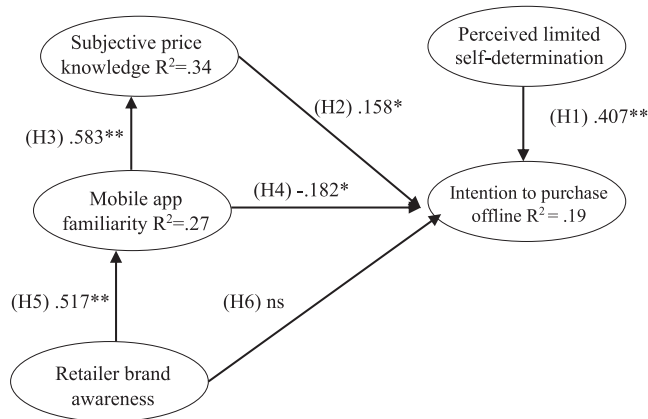 Subjective price
knowledge R²=.34
Perceived limited
self-determination
(H2) .158*
(H1) .407**
(H3) .583**
Mobile app
familiarity R²=.27
(H4) -.182*
Intention to purchase
offline R² = .19
(H5) .517**
(H6) ns
Retailer brand
awareness